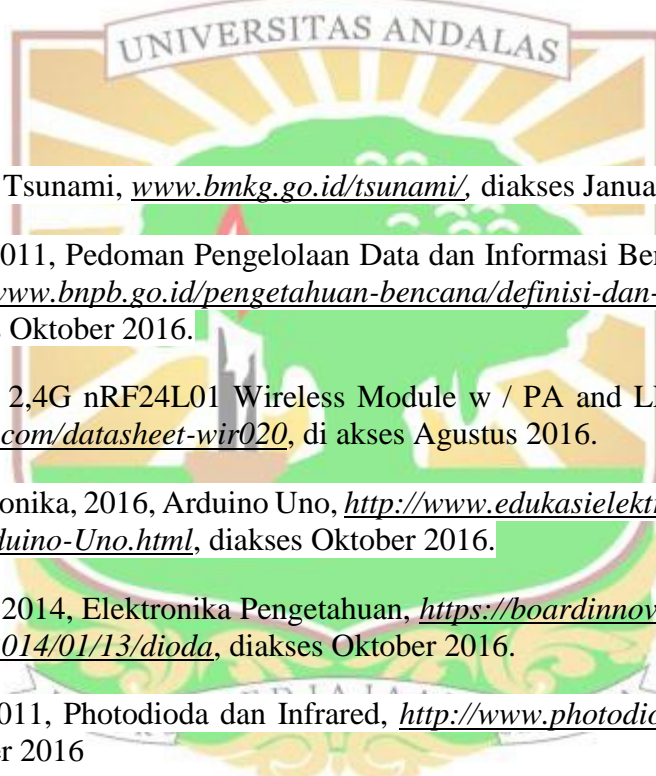 UNIVERSITAS ANDALAS
Tsunami, www.bmkg.go.id/tsunami/, diakses Janua
011, Pedoman Pengelolaan Data dan Informasi Ber
www.bnpb.go.id/pengetahuan-bencana/definisi-dan-
Oktober 2016.
2,4G nRF24L01 Wireless Module w / PA and L
.com/datasheet-wir020, di akses Agustus 2016.
onika, 2016, Arduino Uno, http://www.edukasielektr
duino-Uno.html, diakses Oktober 2016.
2014, Elektronika Pengetahuan, https://boardinnov
014/01/13/dioda, diakses Oktober 2016.
011, Photodioda dan Infrared, http://www.photodio
er 2016